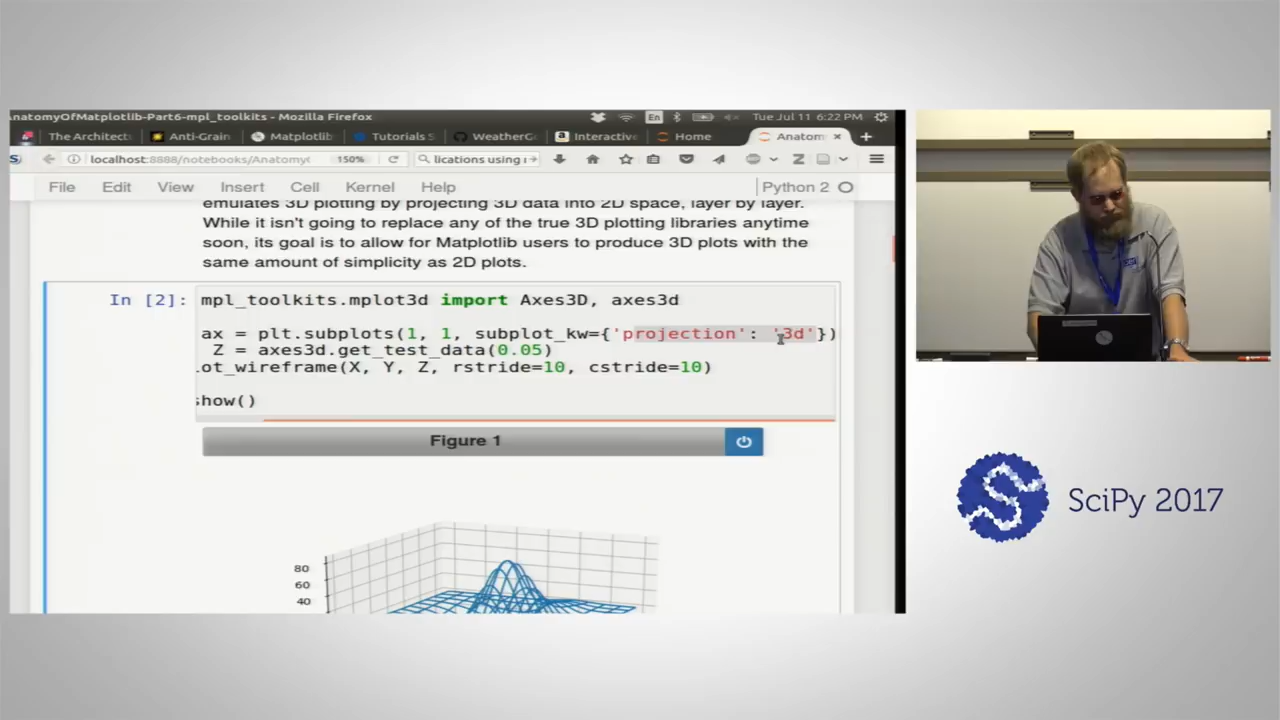 AnatomyOfMatplotlib-Part6-mpl_toolkits - Mozilla Firefox
En
Tue Jul 11 6:22 PM
The Architect
Anti-Grain
Matplotlib
Tutorials S
WeatherGe
Interactive
Home
Anatom
localhost:8888/notebooks/Anatomy
150%
lications using
File Edit View Insert Cell Kernel Help Python 2
emulates 3D plotting by projecting 3D data into 2D space, layer by layer.
While it isn't going to replace any of the true 3D plotting libraries anytime
soon, its goal is to allow for Matplotlib users to produce 3D plots with the
same amount of simplicity as 2D plots.
In [2]: mpl_toolkits.mplot3d import Axes3D, axes3d
ax = plt.subplots(1, 1, subplot_kw={'projection': '3d'})
Z = axes3d.get_test_data(0.05)
lot_wireframe(X, Y, Z, rstride=10, cstride=10)
show()
Figure 1
80
60
40
SciPy 2017